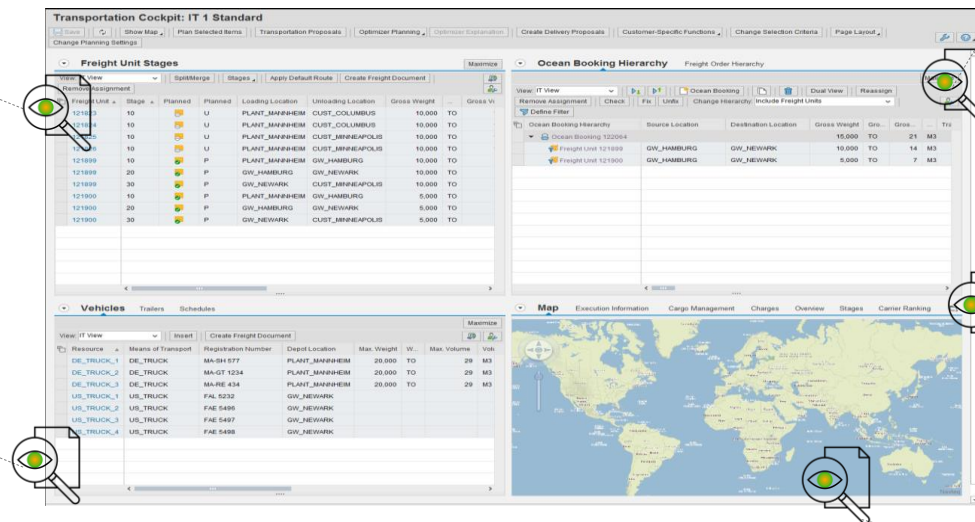 Transportation Cockpit: IT 1 Standard
Save Show Map Plan Selected Items Transportation Proposals Optimizer Planning Optimizer Explanation Create Delivery Proposals Customer-Specific Functions Change Selection Criteria Page Layout
Change Planning Settings
Freight Unit Stages Maximize
View: IT View Split/Merge Stages Apply Default Route Create Freight Document
Remove Assignment
Freight Unit Stage Planned Planned Loading Location Unloading Location Gross Weight ... Gross Vi
10 U PLANT_MANNHEIM CUST_COLUMBUS 10,000 TO
10 U PLANT_MANNHEIM CUST_COLUMBUS 10,000 TO
10 U PLANT_MANNHEIM CUST_MINNEAPOLIS 10,000 TO
10 U PLANT_MANNHEIM CUST_MINNEAPOLIS 10,000 TO
121899 10 P PLANT_MANNHEIM GW_HAMBURG 10,000 TO
121899 20 P GW_HAMBURG GW_NEWARK 10,000 TO
121899 30 P GW_NEWARK CUST_MINNEAPOLIS 10,000 TO
121900 10 P PLANT_MANNHEIM GW_HAMBURG 5,000 TO
121900 20 P GW_HAMBURG GW_NEWARK 5,000 TO
121900 30 P GW_NEWARK CUST_MINNEAPOLIS 5,000 TO
Ocean Booking Hierarchy Freight Order Hierarchy
View: IT View Ocean Booking Dual View Reassign
Remove Assignment Check Fix Units Change Hierarchy: Include Freight Units
Define Filter
Ocean Booking Hierarchy Source Location Destination Location Gross Weight Gro... Gros... ... Tra
Ocean Booking 122064 15,000 TO 21 M3
Freight Unit 121899 GW_HAMBURG GW_NEWARK 10,000 TO 14 M3
Freight Unit 121900 GW_HAMBURG GW_NEWARK 5,000 TO 7 M3
Vehicles Trailers Schedules
Maximize
View: IT View Insert Create Freight Document
Resource Means of Transport Registration Number Depot Location Max. Weight W... Max. Volume Vol
DE_TRUCK_1 DE_TRUCK MA-SH 577 PLANT_MANNHEIM 20,000 TO 29 M3
DE_TRUCK_2 DE_TRUCK MA-GT 1234 PLANT_MANNHEIM 20,000 TO 29 M3
DE_TRUCK_3 DE_TRUCK MA-RE 434 PLANT_MANNHEIM 20,000 TO 29 M3
US_TRUCK_1 US_TRUCK FAL 5232 GW_NEWARK
US_TRUCK_2 US_TRUCK FAE 5496 GW_NEWARK
US_TRUCK_3 US_TRUCK FAE 5497 GW_NEWARK
US_TRUCK_4 US_TRUCK FAE 5498 GW_NEWARK
Map Execution Information Cargo Management Charges Overview Stages Carrier Ranking